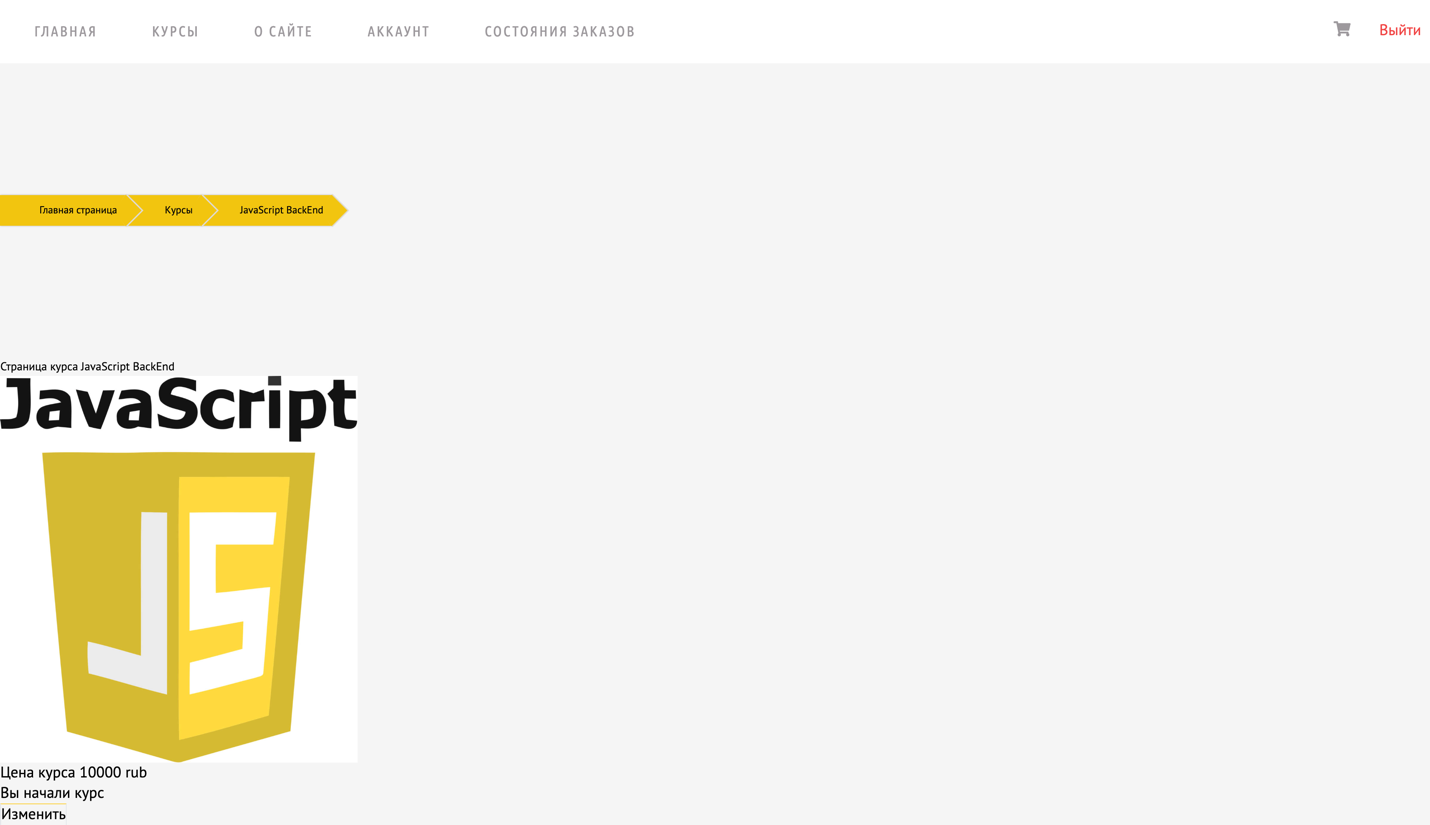 ГЛАВНАЯ КУРСЫ О САЙТЕ АККАУНТ СОСТОЯНИЯ ЗАКАЗОВ Выйти
Главная страница Курсы JavaScript BackEnd
Страница курса JavaScript BackEnd
JavaScript
JS
Цена курса 10000 rub
Вы начали курс
Изменить